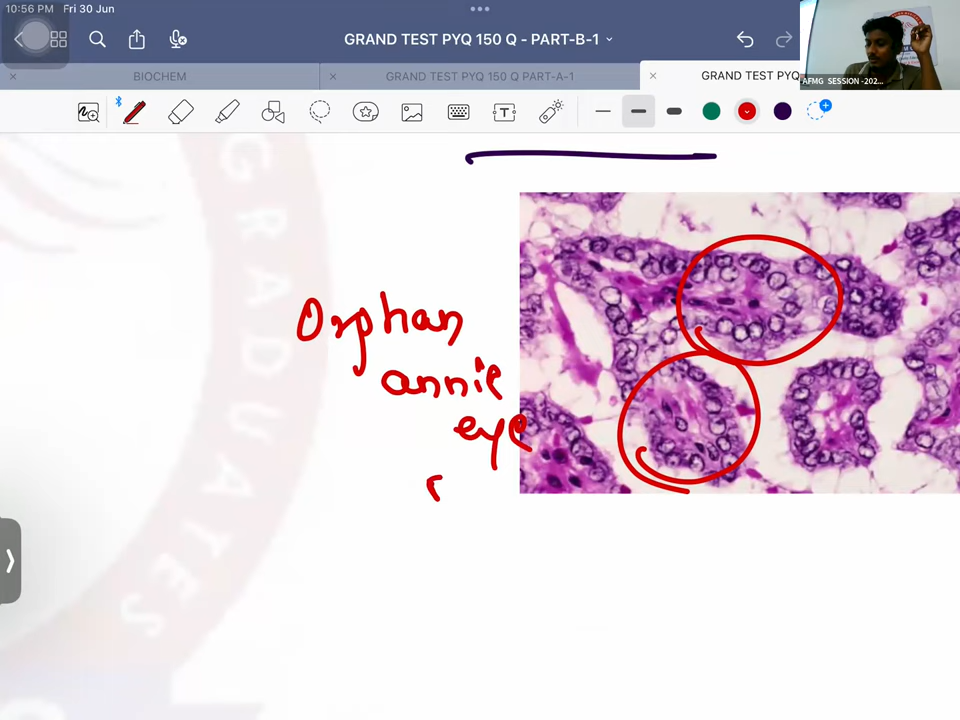 10:56 PM Fri 30 Jun
GRAND TEST PYQ 150 Q - PART-B-1
BIOCHEM
GRAND TEST PYQ 150 Q PART-A-1
GRAND TEST PYQ
AFMG SESSION -202...
GRADUATES
Orphan
annie
eye